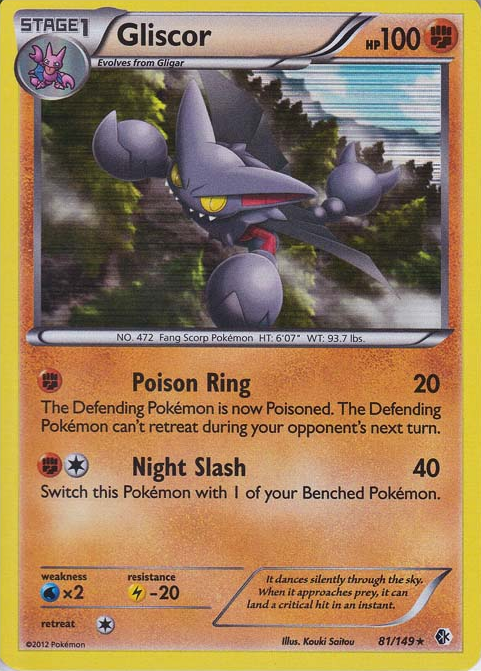 STAGE1
Gliscor
HP100
Evolves from Gligar
NO. 472 Fang Scorp Pokémon HT: 6'07" WT: 93.7 lbs.
Poison Ring 20
The Defending Pokémon is now Poisoned. The Defending
Pokémon can't retreat during your opponent's next turn.
Night Slash 40
Switch this Pokémon with 1 of your Benched Pokémon.
weakness resistance
×2 -20
It dances silently through the sky.
When it approaches prey, it can
land a critical hit in an instant.
retreat
©2012 Pokémon Illus. Kouki Saitou 81/149★